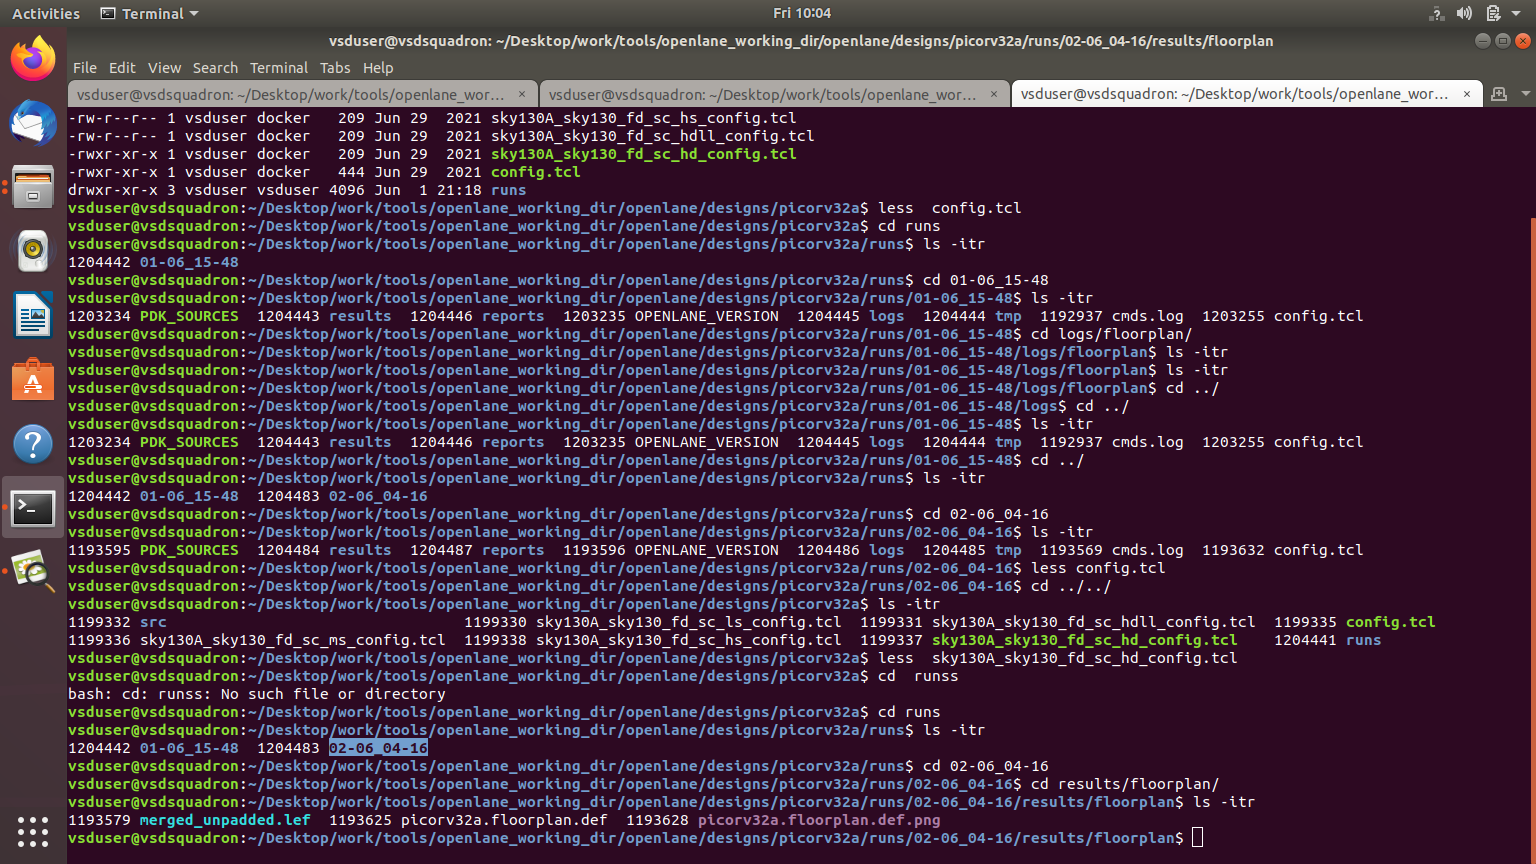 Activities Terminal Fri 10:04
vsduser@vsdsquadron: ~/Desktop/work/tools/openlane_working_dir/openlane/designs/picorv32a/runs/02-06_04-16/results/floorplan
File Edit View Search Terminal Tabs Help
vsduser@vsdsquadron: ~/Desktop/work/tools/openlane_wor... × vsduser@vsdsquadron: ~/Desktop/work/tools/openlane_wor... × vsduser@vsdsquadron: ~/Desktop/work/tools/openlane_wor... ×
-rw-r--r-- 1 vsduser docker   209 Jun 29  2021 sky130A_sky130_fd_sc_hs_config.tcl
-rw-r--r-- 1 vsduser docker   209 Jun 29  2021 sky130A_sky130_fd_sc_hdll_config.tcl
-rwxr-xr-x 1 vsduser docker   209 Jun 29  2021 sky130A_sky130_fd_sc_hd_config.tcl
-rwxr-xr-x 1 vsduser docker   444 Jun 29  2021 config.tcl
drwxr-xr-x 3 vsduser vsduser 4096 Jun  1 21:18 runs
vsduser@vsdsquadron:~/Desktop/work/tools/openlane_working_dir/openlane/designs/picorv32a$ less  config.tcl
vsduser@vsdsquadron:~/Desktop/work/tools/openlane_working_dir/openlane/designs/picorv32a$ cd runs
vsduser@vsdsquadron:~/Desktop/work/tools/openlane_working_dir/openlane/designs/picorv32a/runs$ ls -itr
1204442 01-06_15-48
vsduser@vsdsquadron:~/Desktop/work/tools/openlane_working_dir/openlane/designs/picorv32a/runs$ cd 01-06_15-48
vsduser@vsdsquadron:~/Desktop/work/tools/openlane_working_dir/openlane/designs/picorv32a/runs/01-06_15-48$ ls -itr
1203234 PDK_SOURCES  1204443 results  1204446 reports  1203235 OPENLANE_VERSION  1204445 logs  1204444 tmp  1192937 cmds.log  1203255 config.tcl
vsduser@vsdsquadron:~/Desktop/work/tools/openlane_working_dir/openlane/designs/picorv32a/runs/01-06_15-48$ cd logs/floorplan/
vsduser@vsdsquadron:~/Desktop/work/tools/openlane_working_dir/openlane/designs/picorv32a/runs/01-06_15-48/logs/floorplan$ ls -itr
vsduser@vsdsquadron:~/Desktop/work/tools/openlane_working_dir/openlane/designs/picorv32a/runs/01-06_15-48/logs/floorplan$ ls -itr
vsduser@vsdsquadron:~/Desktop/work/tools/openlane_working_dir/openlane/designs/picorv32a/runs/01-06_15-48/logs/floorplan$ cd ../
vsduser@vsdsquadron:~/Desktop/work/tools/openlane_working_dir/openlane/designs/picorv32a/runs/01-06_15-48/logs$ cd ../
vsduser@vsdsquadron:~/Desktop/work/tools/openlane_working_dir/openlane/designs/picorv32a/runs/01-06_15-48$ ls -itr
1203234 PDK_SOURCES  1204443 results  1204446 reports  1203235 OPENLANE_VERSION  1204445 logs  1204444 tmp  1192937 cmds.log  1203255 config.tcl
vsduser@vsdsquadron:~/Desktop/work/tools/openlane_working_dir/openlane/designs/picorv32a/runs/01-06_15-48$ cd ../
vsduser@vsdsquadron:~/Desktop/work/tools/openlane_working_dir/openlane/designs/picorv32a/runs$ ls -itr
1204442 01-06_15-48  1204483 02-06_04-16
vsduser@vsdsquadron:~/Desktop/work/tools/openlane_working_dir/openlane/designs/picorv32a/runs$ cd 02-06_04-16
vsduser@vsdsquadron:~/Desktop/work/tools/openlane_working_dir/openlane/designs/picorv32a/runs/02-06_04-16$ ls -itr
1193595 PDK_SOURCES  1204484 results  1204487 reports  1193596 OPENLANE_VERSION  1204486 logs  1204485 tmp  1193569 cmds.log  1193632 config.tcl
vsduser@vsdsquadron:~/Desktop/work/tools/openlane_working_dir/openlane/designs/picorv32a/runs/02-06_04-16$ less config.tcl
vsduser@vsdsquadron:~/Desktop/work/tools/openlane_working_dir/openlane/designs/picorv32a/runs/02-06_04-16$ cd ../../
vsduser@vsdsquadron:~/Desktop/work/tools/openlane_working_dir/openlane/designs/picorv32a$ ls -itr
1199332 src                                 1199330 sky130A_sky130_fd_sc_ls_config.tcl  1199331 sky130A_sky130_fd_sc_hdll_config.tcl  1199335 config.tcl
1199336 sky130A_sky130_fd_sc_ms_config.tcl  1199338 sky130A_sky130_fd_sc_hs_config.tcl  1199337 sky130A_sky130_fd_sc_hd_config.tcl    1204441 runs
vsduser@vsdsquadron:~/Desktop/work/tools/openlane_working_dir/openlane/designs/picorv32a$ less  sky130A_sky130_fd_sc_hd_config.tcl
vsduser@vsdsquadron:~/Desktop/work/tools/openlane_working_dir/openlane/designs/picorv32a$ cd  runss
bash: cd: runss: No such file or directory
vsduser@vsdsquadron:~/Desktop/work/tools/openlane_working_dir/openlane/designs/picorv32a$ cd runs
vsduser@vsdsquadron:~/Desktop/work/tools/openlane_working_dir/openlane/designs/picorv32a/runs$ ls -itr
1204442 01-06_15-48  1204483 02-06_04-16
vsduser@vsdsquadron:~/Desktop/work/tools/openlane_working_dir/openlane/designs/picorv32a/runs$ cd 02-06_04-16
vsduser@vsdsquadron:~/Desktop/work/tools/openlane_working_dir/openlane/designs/picorv32a/runs/02-06_04-16$ cd results/floorplan/
vsduser@vsdsquadron:~/Desktop/work/tools/openlane_working_dir/openlane/designs/picorv32a/runs/02-06_04-16/results/floorplan$ ls -itr
1193579 merged_unpadded.lef  1193625 picorv32a.floorplan.def  1193628 picorv32a.floorplan.def.png
vsduser@vsdsquadron:~/Desktop/work/tools/openlane_working_dir/openlane/designs/picorv32a/runs/02-06_04-16/results/floorplan$